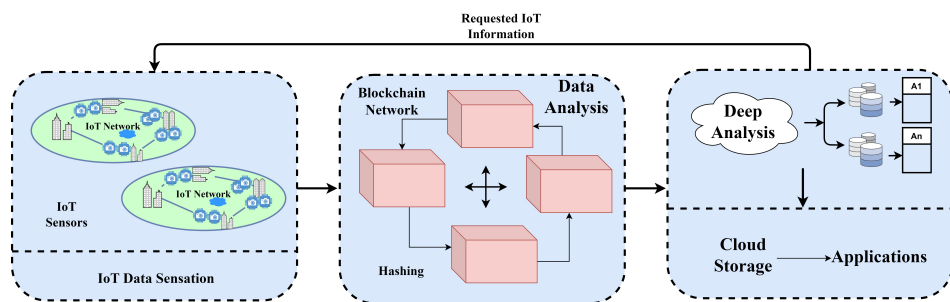 Requested IoT
Information
IoT Network
IoT Network
IoT
Sensors
IoT Data Sensation
Blockchain
Network
Data
Analysis
Hashing
Deep
Analysis
A1
An
Cloud
Storage
Applications